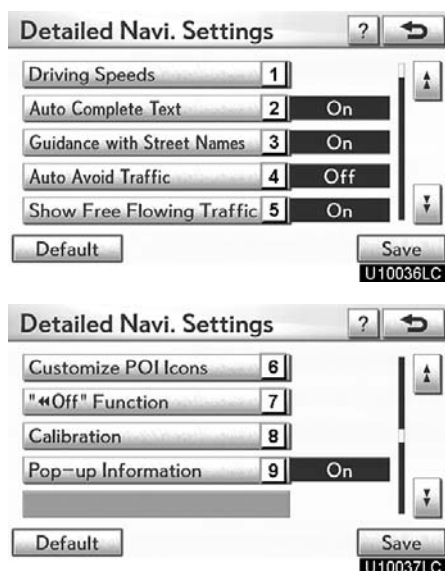 Detailed Navi. Settings ?
Driving Speeds 1
Auto Complete Text 2 On
Guidance with Street Names 3 On
Auto Avoid Traffic 4 Off
Show Free Flowing Traffic 5 On
Default Save
U10036LC
Detailed Navi. Settings ?
Customize POI Icons 6
"⏪Off" Function 7
Calibration 8
Pop-up Information 9 On
Default Save
U10037LC